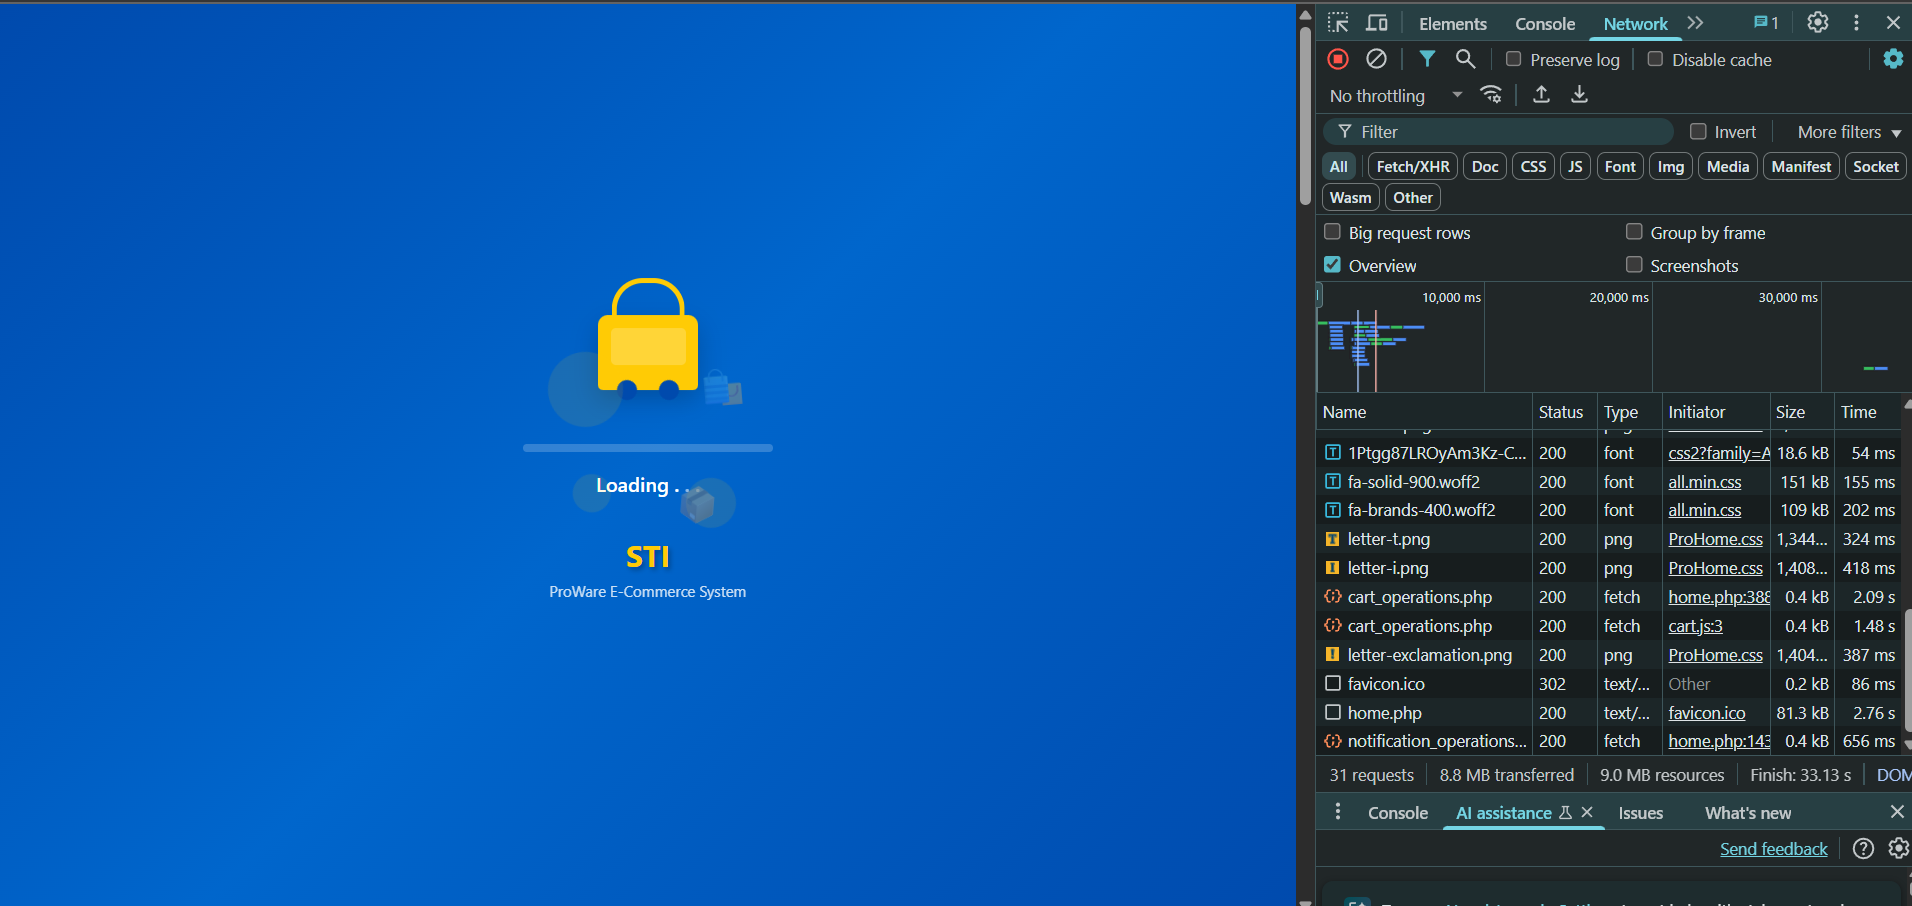 Loading . . .
STI
ProWare E-Commerce System
Elements Console Network 1
Preserve log Disable cache
No throttling
Filter Invert More filters
All Fetch/XHR Doc CSS JS Font Img Media Manifest Socket
Wasm Other
Big request rows Group by frame
Overview Screenshots
10,000 ms 20,000 ms 30,000 ms
Name Status Type Initiator Size Time
1Ptgg87LROyAm3Kz-C... 200 font css2?family=A 18.6 kB 54 ms
fa-solid-900.woff2 200 font all.min.css 151 kB 155 ms
fa-brands-400.woff2 200 font all.min.css 109 kB 202 ms
letter-t.png 200 png ProHome.css 1,344... 324 ms
letter-i.png 200 png ProHome.css 1,408... 418 ms
cart_operations.php 200 fetch home.php:388 0.4 kB 2.09 s
cart_operations.php 200 fetch cart.js:3 0.4 kB 1.48 s
letter-exclamation.png 200 png ProHome.css 1,404... 387 ms
favicon.ico 302 text/... Other 0.2 kB 86 ms
home.php 200 text/... favicon.ico 81.3 kB 2.76 s
notification_operations... 200 fetch home.php:143 0.4 kB 656 ms
31 requests 8.8 MB transferred 9.0 MB resources Finish: 33.13 s DOM
Console AI assistance Issues What's new
Send feedback